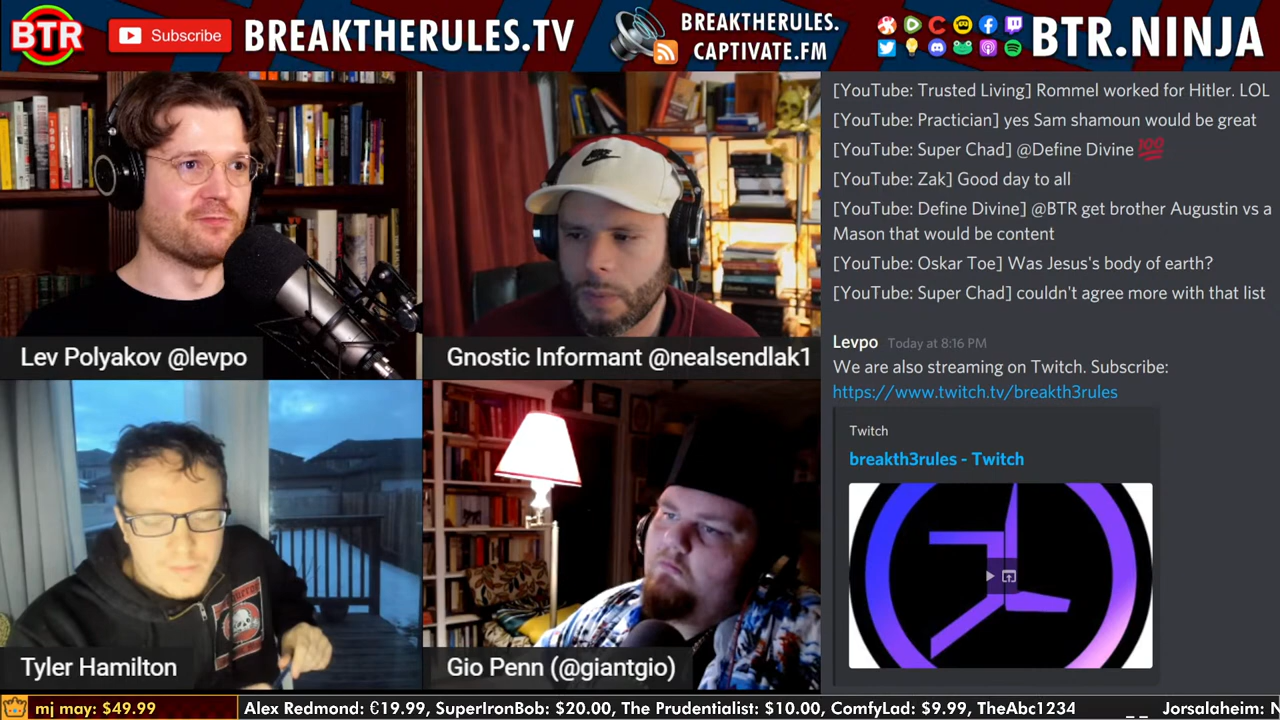 BTR
Subscribe
BREAKTHERULES.TV
BREAKTHERULES.
CAPTIVATE.FM
BTR.NINJA
[YouTube: Trusted Living] Rommel worked for Hitler. LOL
[YouTube: Practician] yes Sam shamoun would be great
[YouTube: Super Chad] @Define Divine 💯
[YouTube: Zak] Good day to all
[YouTube: Define Divine] @BTR get brother Augustin vs a
Mason that would be content
[YouTube: Oskar Toe] Was Jesus's body of earth?
[YouTube: Super Chad] couldn't agree more with that list
Levpo Today at 8:16 PM
We are also streaming on Twitch. Subscribe:
https://www.twitch.tv/breakth3rules
Twitch
breakth3rules - Twitch
Lev Polyakov @levpo
Gnostic Informant @nealsendlak1
Tyler Hamilton
Gio Penn (@giantgio)
mj may: $49.99
Alex Redmond: €19.99, SuperIronBob: $20.00, The Prudentialist: $10.00, ComfyLad: $9.99, TheAbc1234
_ _ Jorsalaheim: N